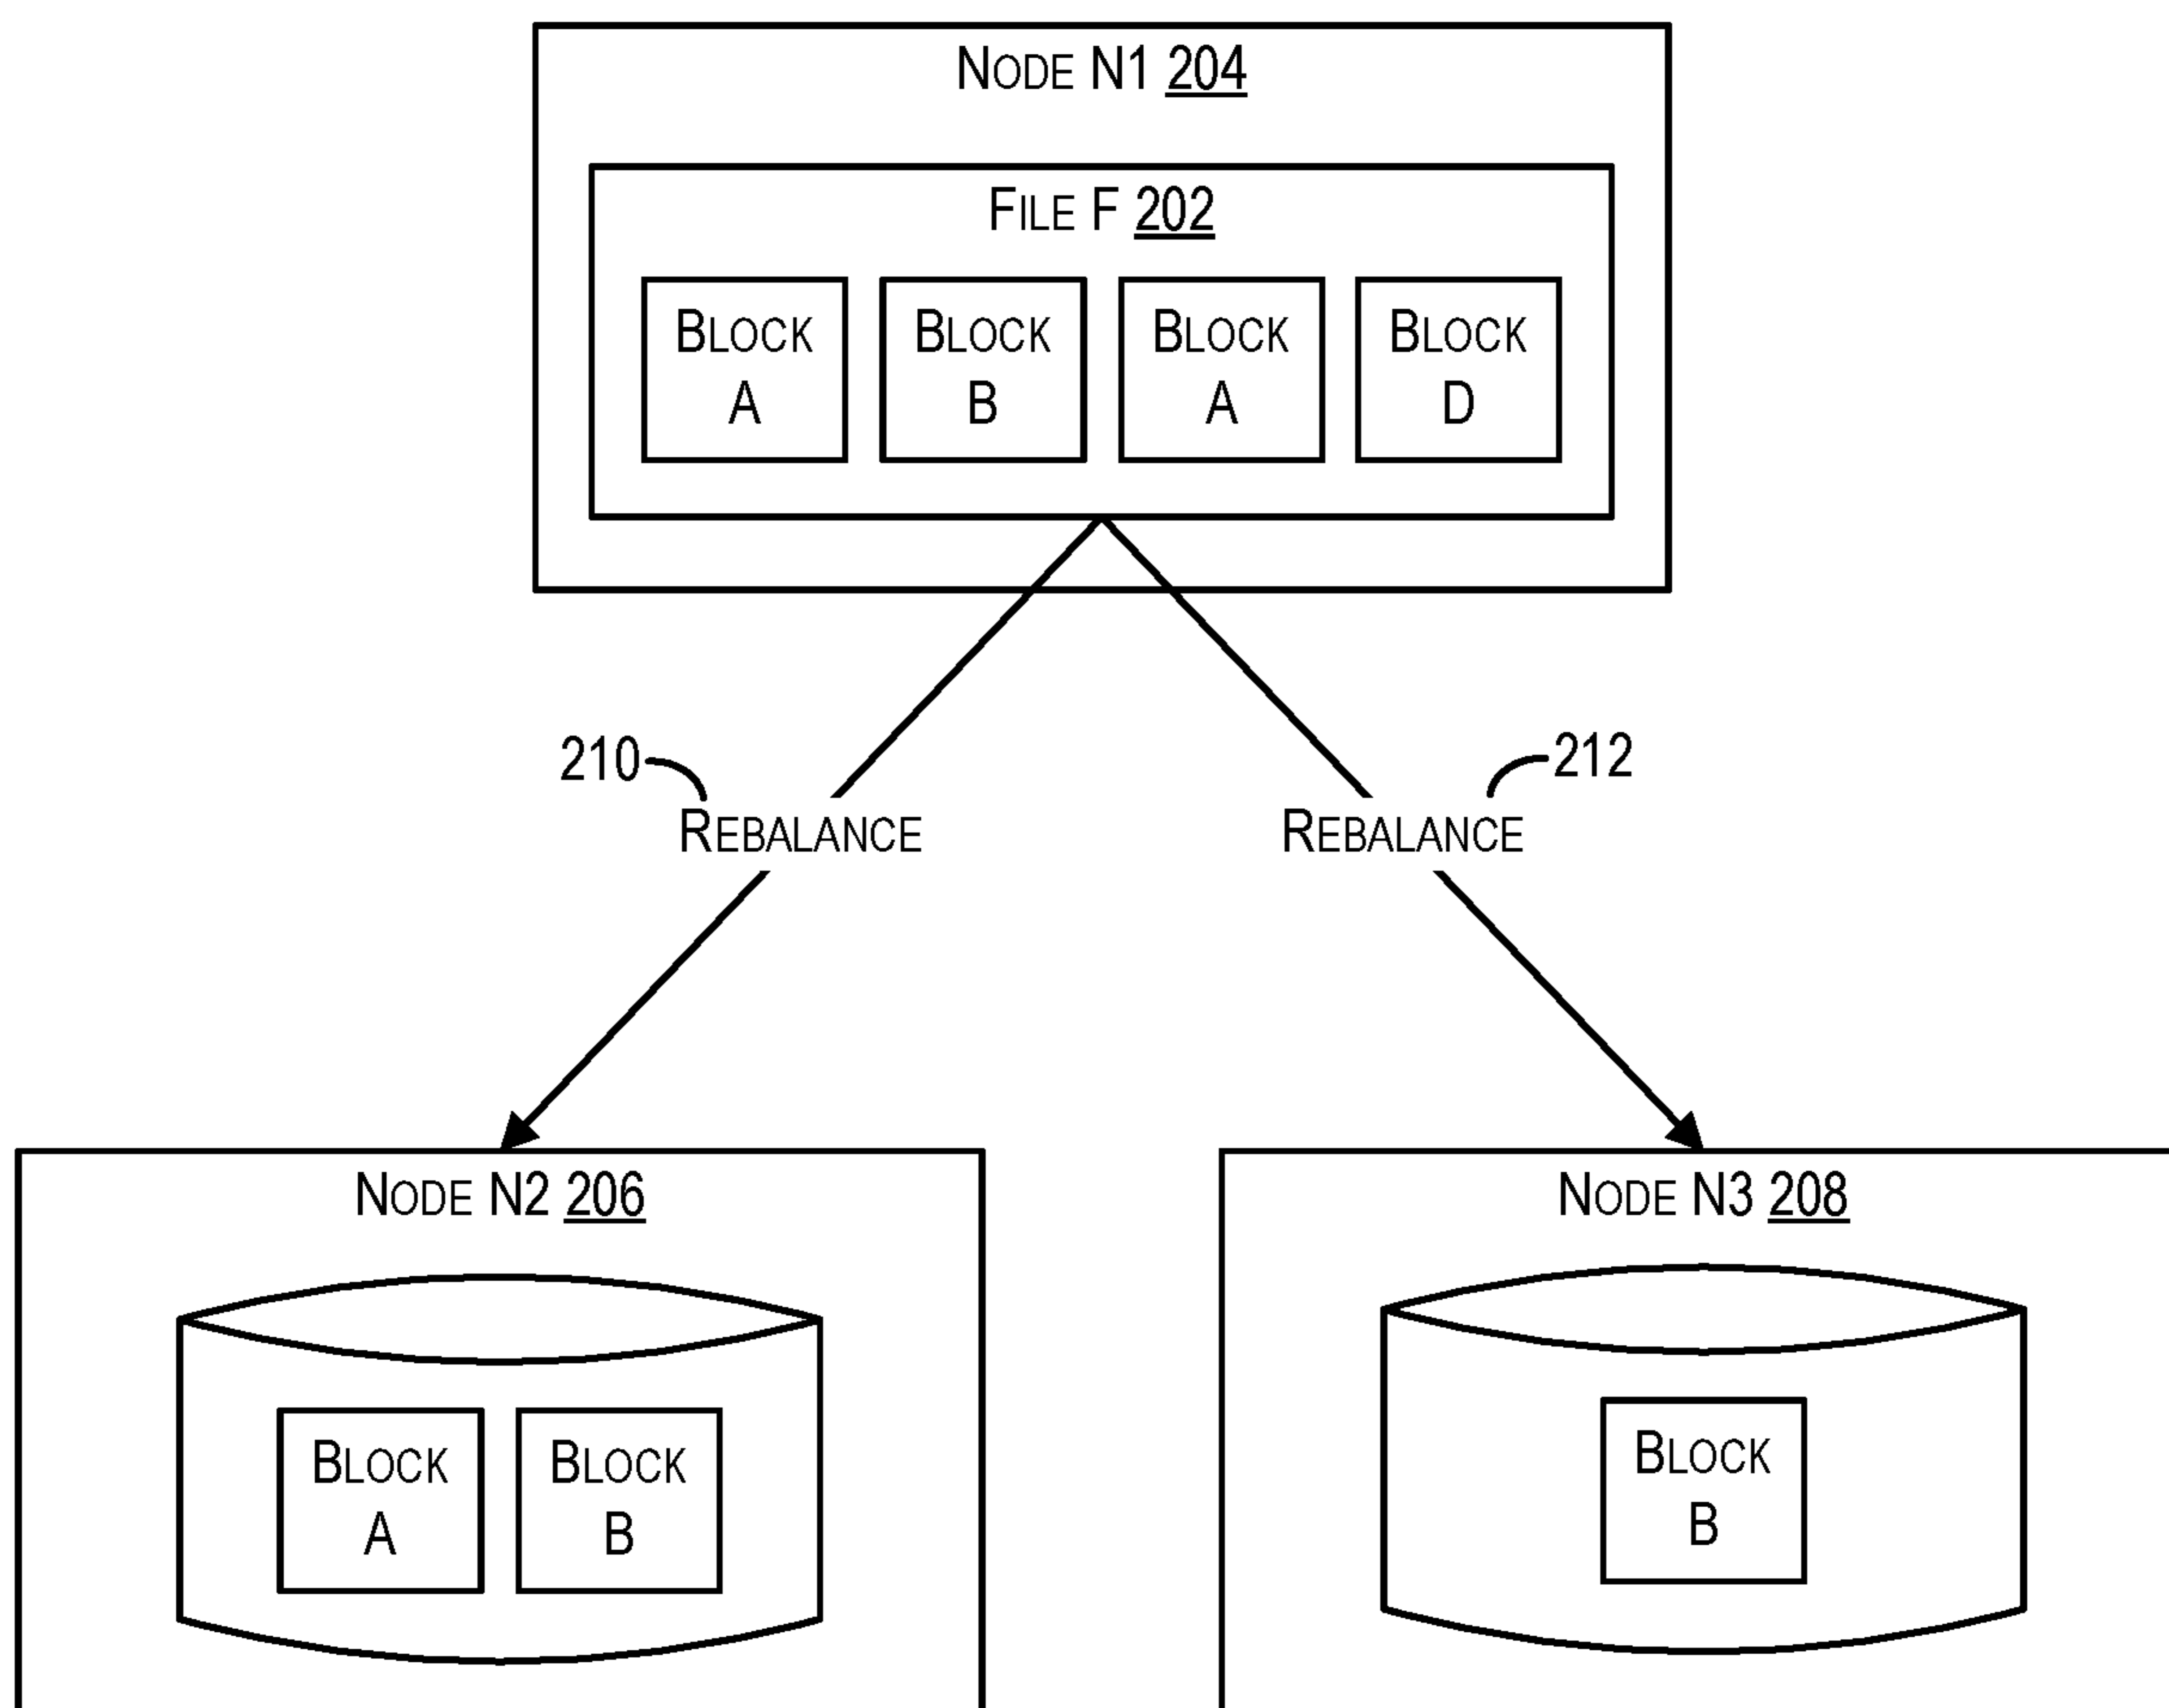 NODE N1 204
FILE F 202
BLOCK A
BLOCK B
BLOCK A
BLOCK D
210
212
REBALANCE
REBALANCE
NODE N2 206
NODE N3 208
BLOCK A
BLOCK B
BLOCK B